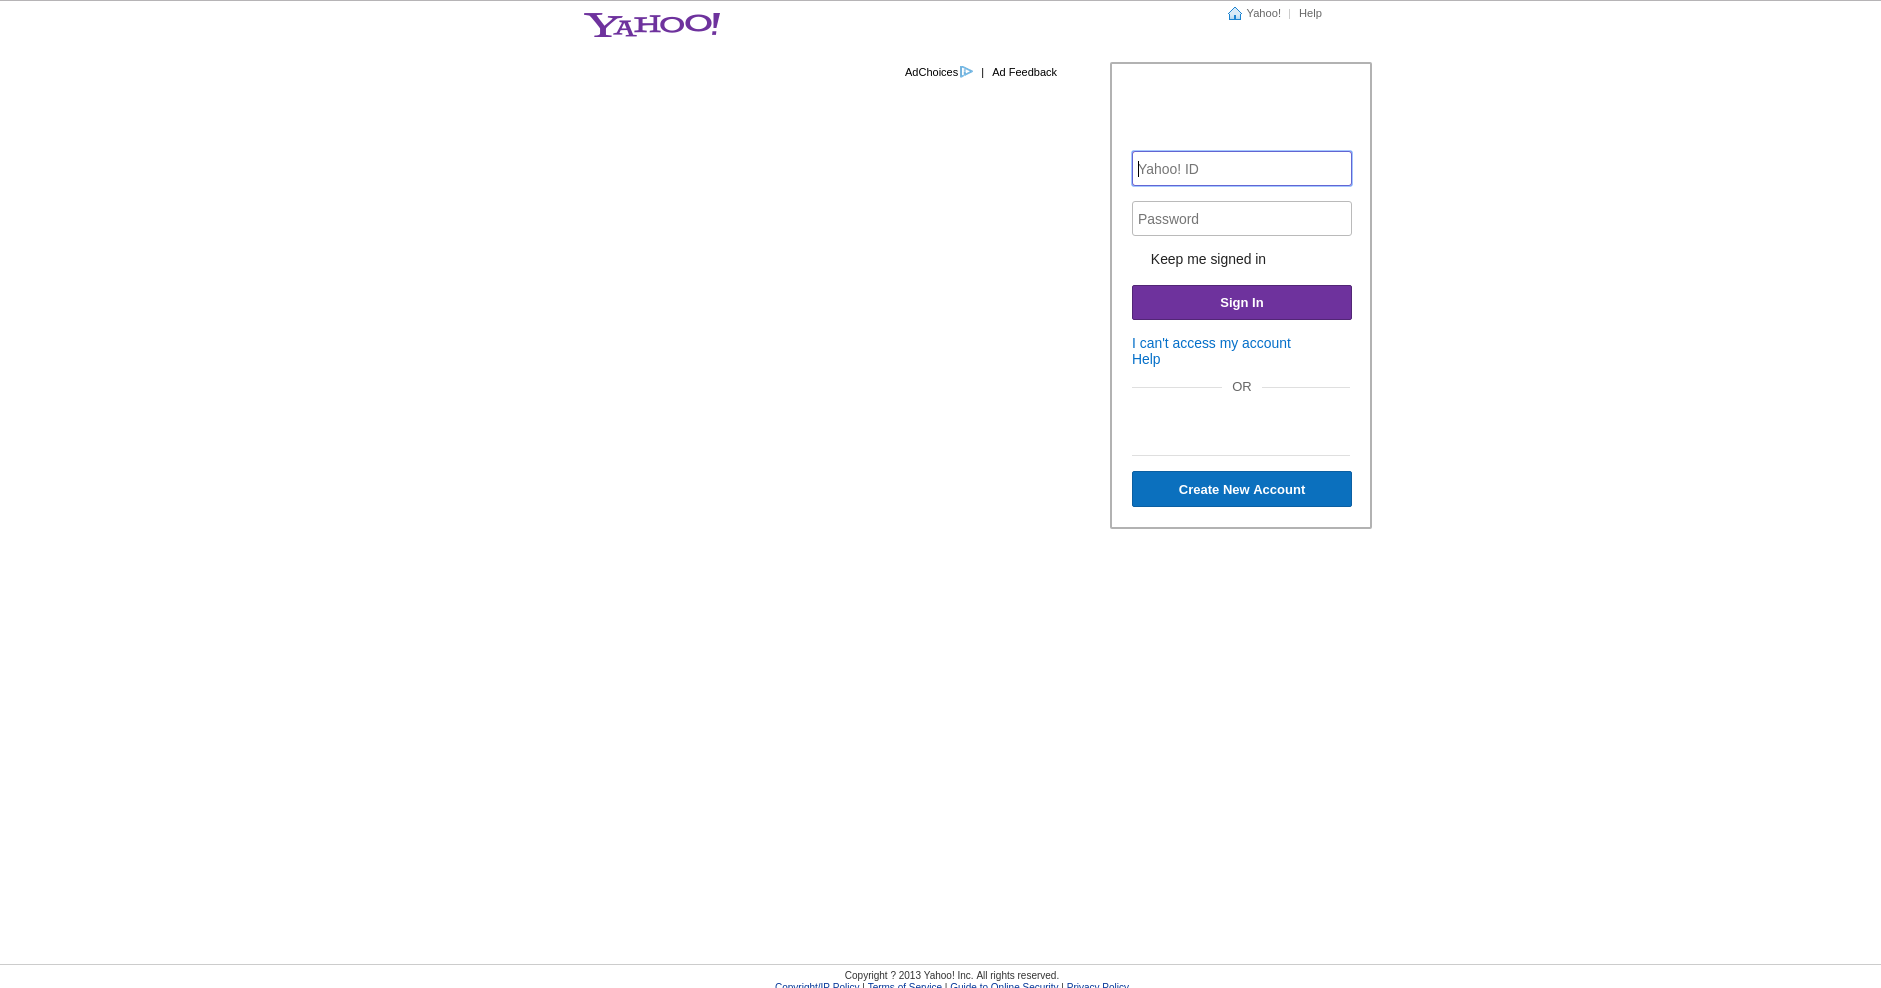 YAHOO!
Yahoo! | Help
AdChoices | Ad Feedback
Yahoo! ID
Password
Keep me signed in
Sign In
I can't access my account
Help
OR
Create New Account
Copyright ? 2013 Yahoo! Inc. All rights reserved.
Copyright/IP Policy | Terms of Service | Guide to Online Security | Privacy Policy